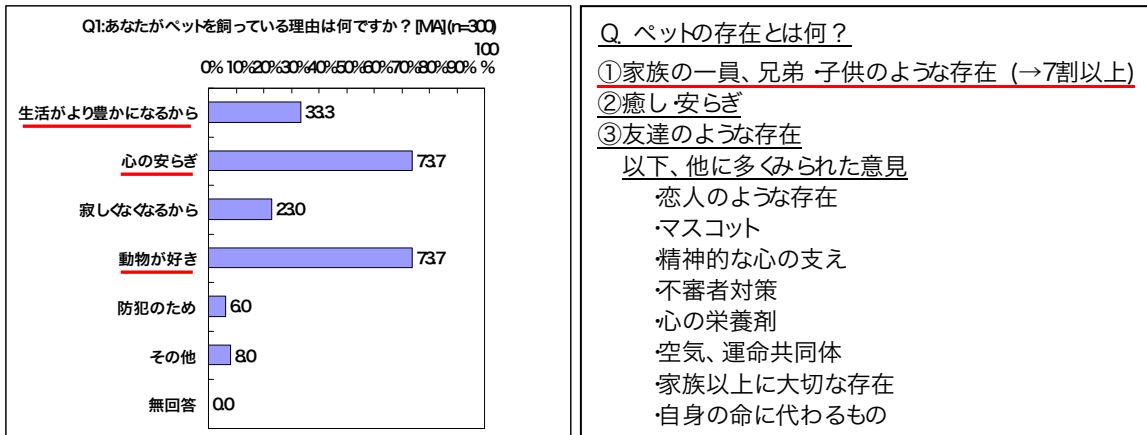 Q1:あなたがペットを飼っている理由は何ですか？[MA](n=300)
0% 10%20%30%40%50%60%70%80%90% 100%
生活がより豊かになるから 33.3
心の安らぎ 73.7
寂しくなくなるから 23.0
動物が好き 73.7
防犯のため 6.0
その他 8.0
無回答 0.0
Q. ペットの存在とは何？
①家族の一員、兄弟・子供のような存在 (→7割以上)
②癒し・安らぎ
③友達のような存在
以下、他に多くみられた意見
・恋人のような存在
・マスコット
・精神的な心の支え
・不審者対策
・心の栄養剤
・空気、運命共同体
・家族以上に大切な存在
・自身の命に代わるもの